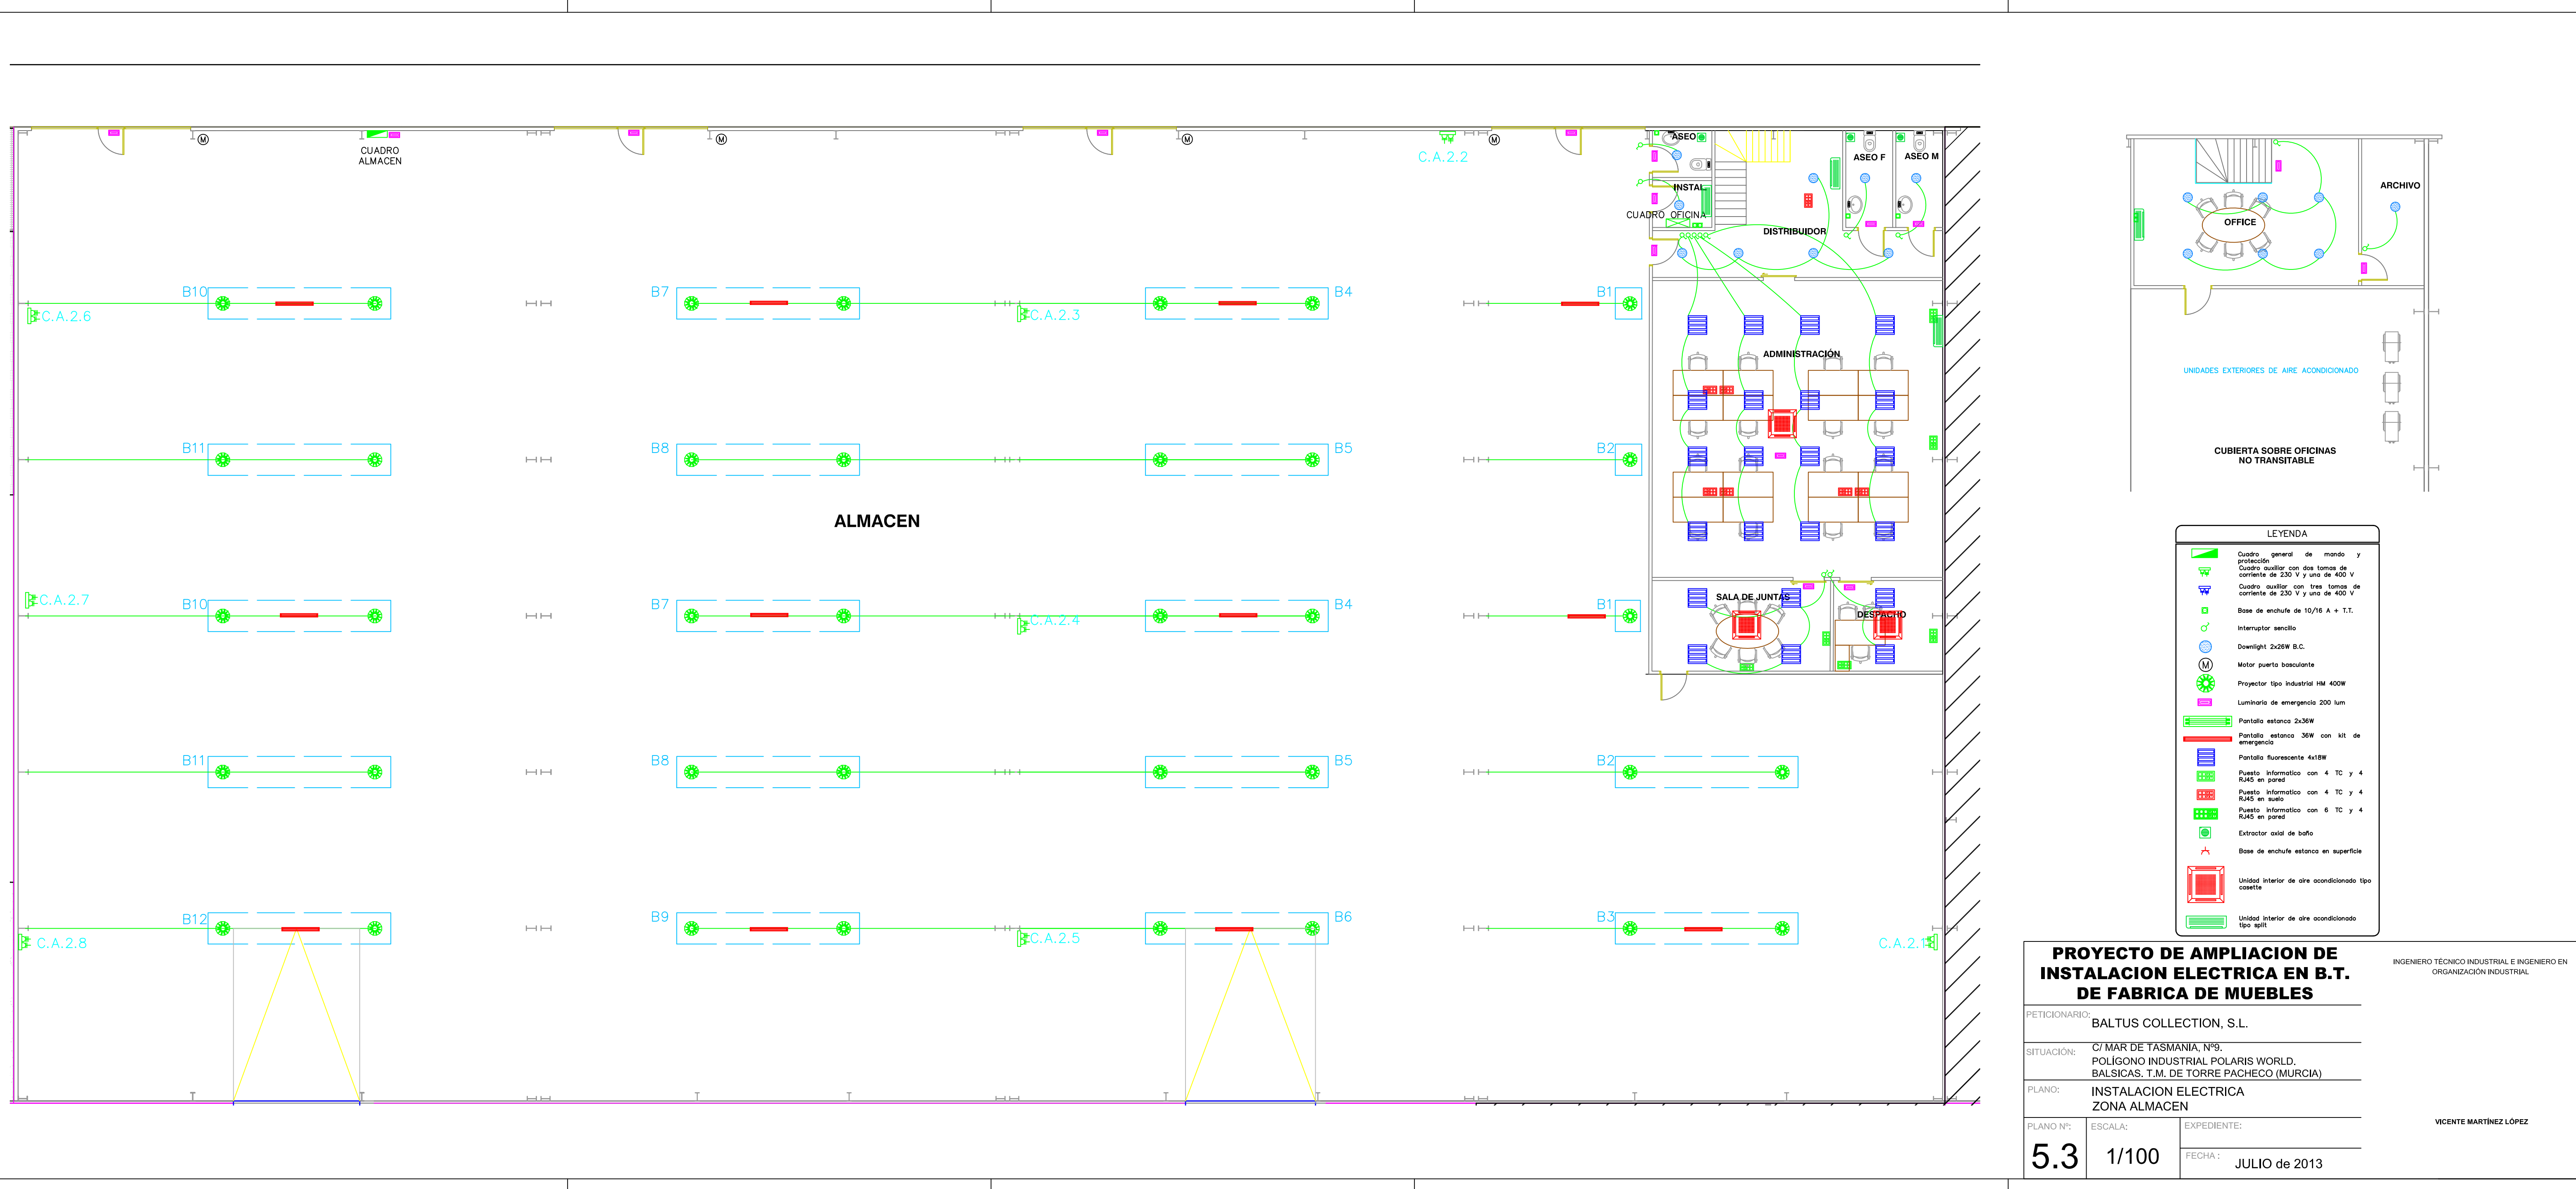 CUADRO
ALMACEN
C.A.2.2
ASEO
ASEO F
ASEO M
INSTAL.
CUADRO OFICINA
DISTRIBUIDOR
OFFICE
ARCHIVO
B10
B7
B4
B1
C.A.2.6
C.A.2.3
ADMINISTRACIÓN
UNIDADES EXTERIORES DE AIRE ACONDICIONADO
B11
B8
B5
B2
CUBIERTA SOBRE OFICINAS
NO TRANSITABLE
ALMACEN
C.A.2.7
B10
B7
C.A.2.4
B4
B1
SALA DE JUNTAS
DESPACHO
B11
B8
B5
B2
B12
B9
B6
B3
C.A.2.8
C.A.2.5
C.A.2.1
LEYENDA
Cuadro general de mando y
protección
Cuadro auxiliar con dos tomas de
corriente de 230 V y una de 400 V
Cuadro auxiliar con tres tomas de
corriente de 230 V y una de 400 V
Base de enchufe de 10/16 A + T.T.
Interruptor sencillo
Downlight 2x26W B.C.
M
Motor puerta basculante
Proyector tipo industrial HM 400W
Luminaria de emergencia 200 lum
Pantalla estanca 2x36W
Pantalla estanca 36W con kit de
emergencia
Pantalla fluorescente 4x18W
Puesto informatico con 4 TC y 4
RJ45 en pared
Puesto informatico con 4 TC y 4
RJ45 en suelo
Puesto informatico con 6 TC y 4
RJ45 en pared
Extractor axial de baño
Base de enchufe estanca en superficie
Unidad interior de aire acondicionado tipo
casette
Unidad interior de aire acondicionado
tipo split
PROYECTO DE AMPLIACION DE
INSTALACION ELECTRICA EN B.T.
DE FABRICA DE MUEBLES
INGENIERO TÉCNICO INDUSTRIAL E INGENIERO EN
ORGANIZACIÓN INDUSTRIAL
PETICIONARIO:
BALTUS COLLECTION, S.L.
SITUACIÓN:
C/ MAR DE TASMANIA, Nº9.
POLÍGONO INDUSTRIAL POLARIS WORLD.
BALSICAS. T.M. DE TORRE PACHECO (MURCIA)
PLANO:
INSTALACION ELECTRICA
ZONA ALMACEN
PLANO Nº:
5.3
ESCALA:
1/100
EXPEDIENTE:
FECHA :
JULIO de 2013
VICENTE MARTÍNEZ LÓPEZ
M
M
M
M